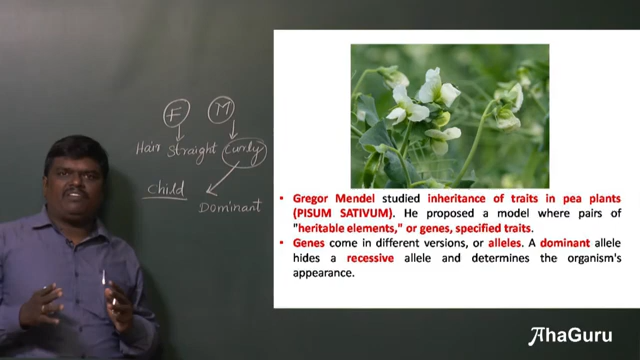 F M
Hair Straight Curly
Child
Dominant
• Gregor Mendel studied inheritance of traits in pea plants
(PISUM SATIVUM). He proposed a model where pairs of
"heritable elements," or genes, specified traits.
• Genes come in different versions, or alleles. A dominant allele
hides a recessive allele and determines the organism's
appearance.
AhaGuru